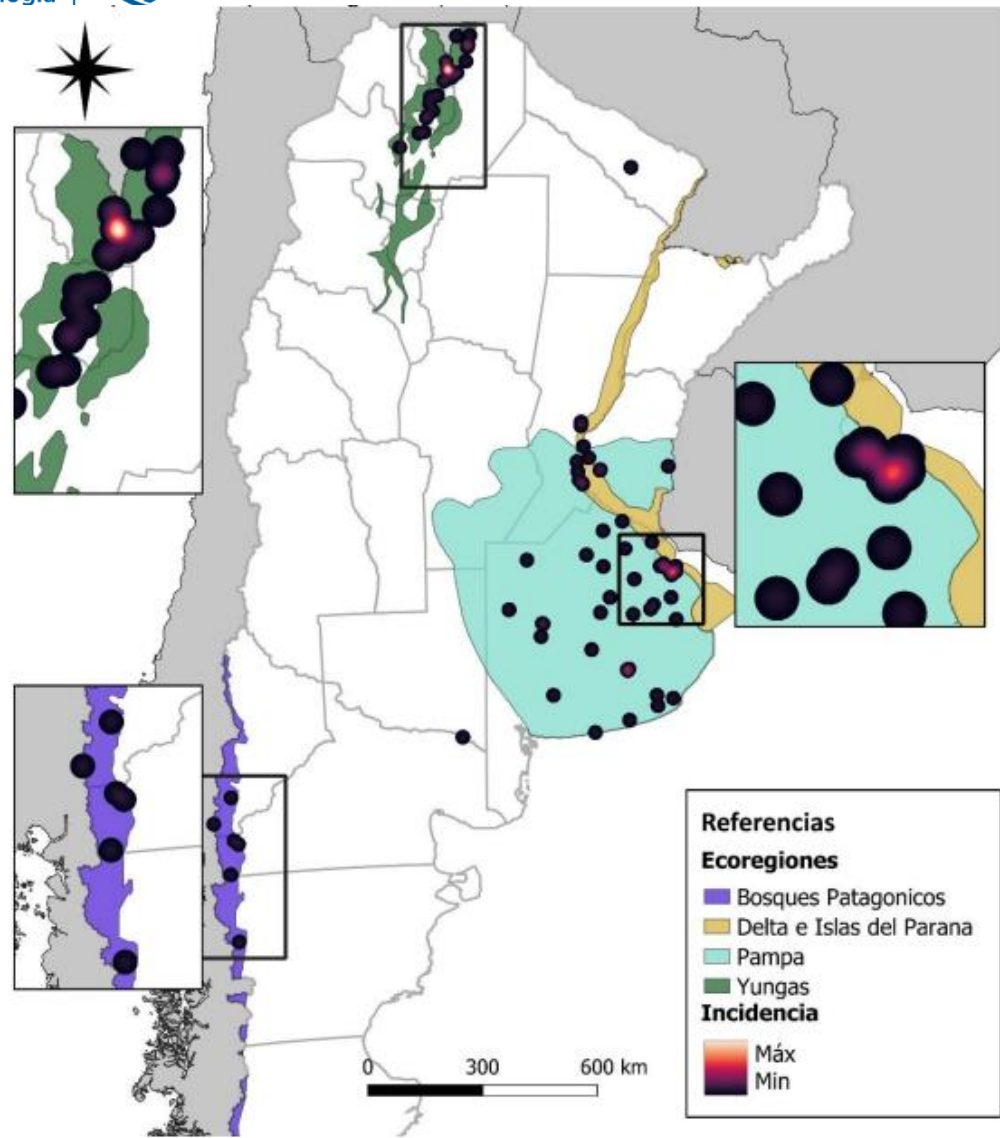 0
300
600 km
Referencias
Ecoregiones
Bosques Patagonicos
Delta e Islas del Parana
Pampa
Yungas
Incidencia
Máx
Min